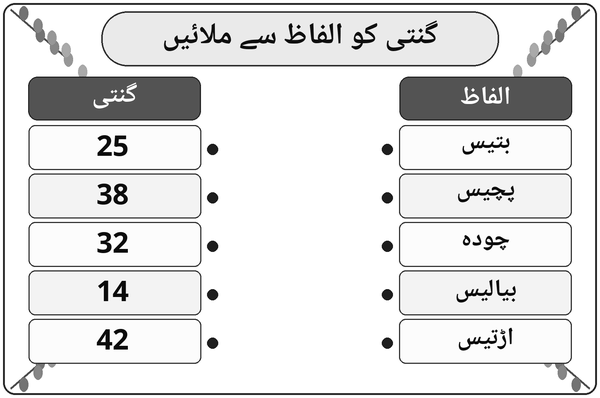 گنتی کو الفاظ سے ملائیں
الفاظ گنتی
بتیس 25
پچیس 38
چودہ 32
بیالیس 14
اڑتیس 42